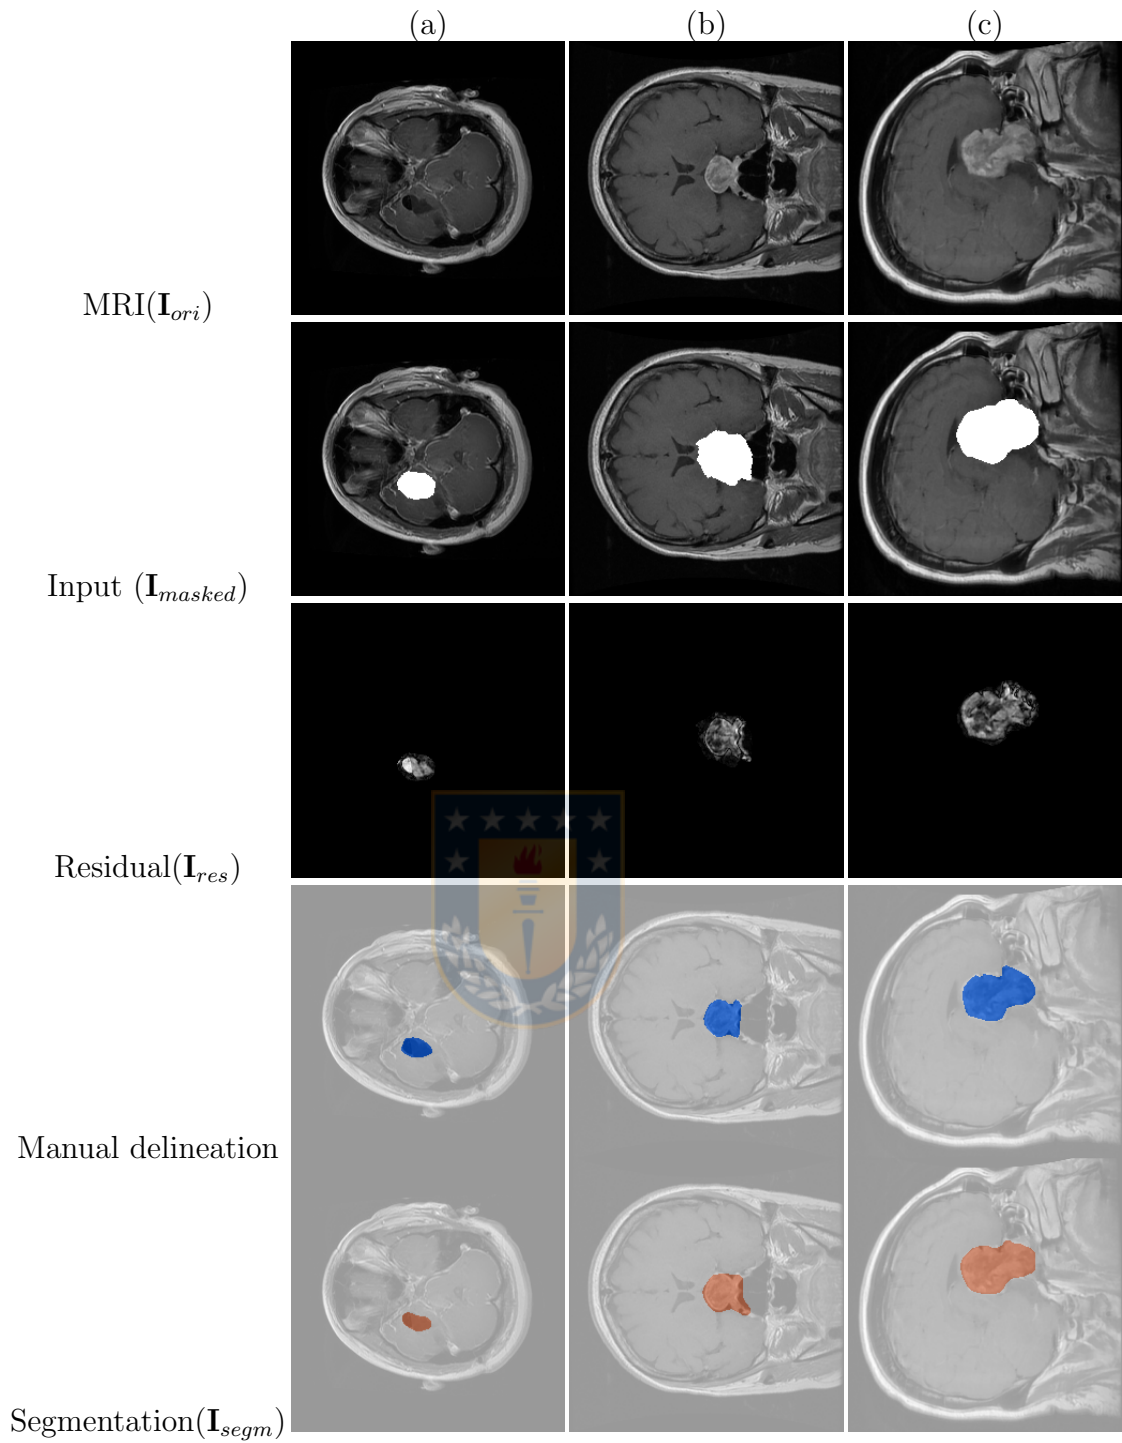 (a) (b) (c)
MRI(I_ori)
Input (I_masked)
Residual(I_res)
Manual delineation
Segmentation(I_segm)